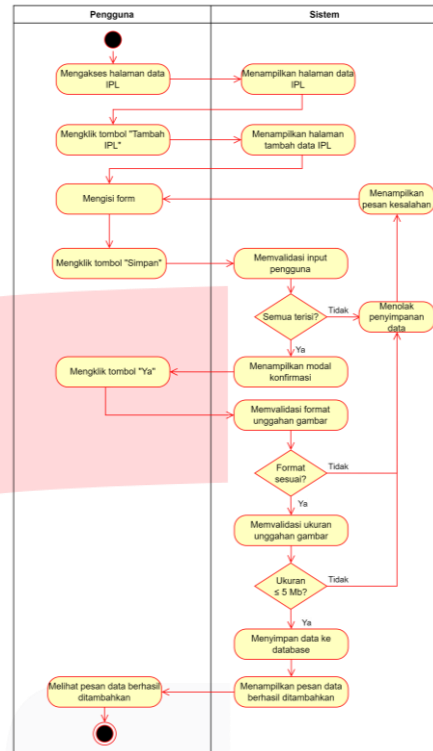 Pengguna
Sistem
Mengakses halaman data
IPL
Menampilkan halaman data
IPL
Mengklik tombol "Tambah
IPL"
Menampilkan halaman
tambah data IPL
Mengisi form
Menampilkan
pesan kesalahan
Mengklik tombol "Simpan"
Memvalidasi input
pengguna
Semua terisi?
Tidak
Menolak
penyimpanan
data
Ya
Mengklik tombol "Ya"
Menampilkan modal
konfirmasi
Memvalidasi format
unggahan gambar
Format
sesuai?
Tidak
Ya
Memvalidasi ukuran
unggahan gambar
Ukuran
≤ 5 Mb?
Tidak
Ya
Menyimpan data ke
database
Melihat pesan data berhasil
ditambahkan
Menampilkan pesan data
berhasil ditambahkan